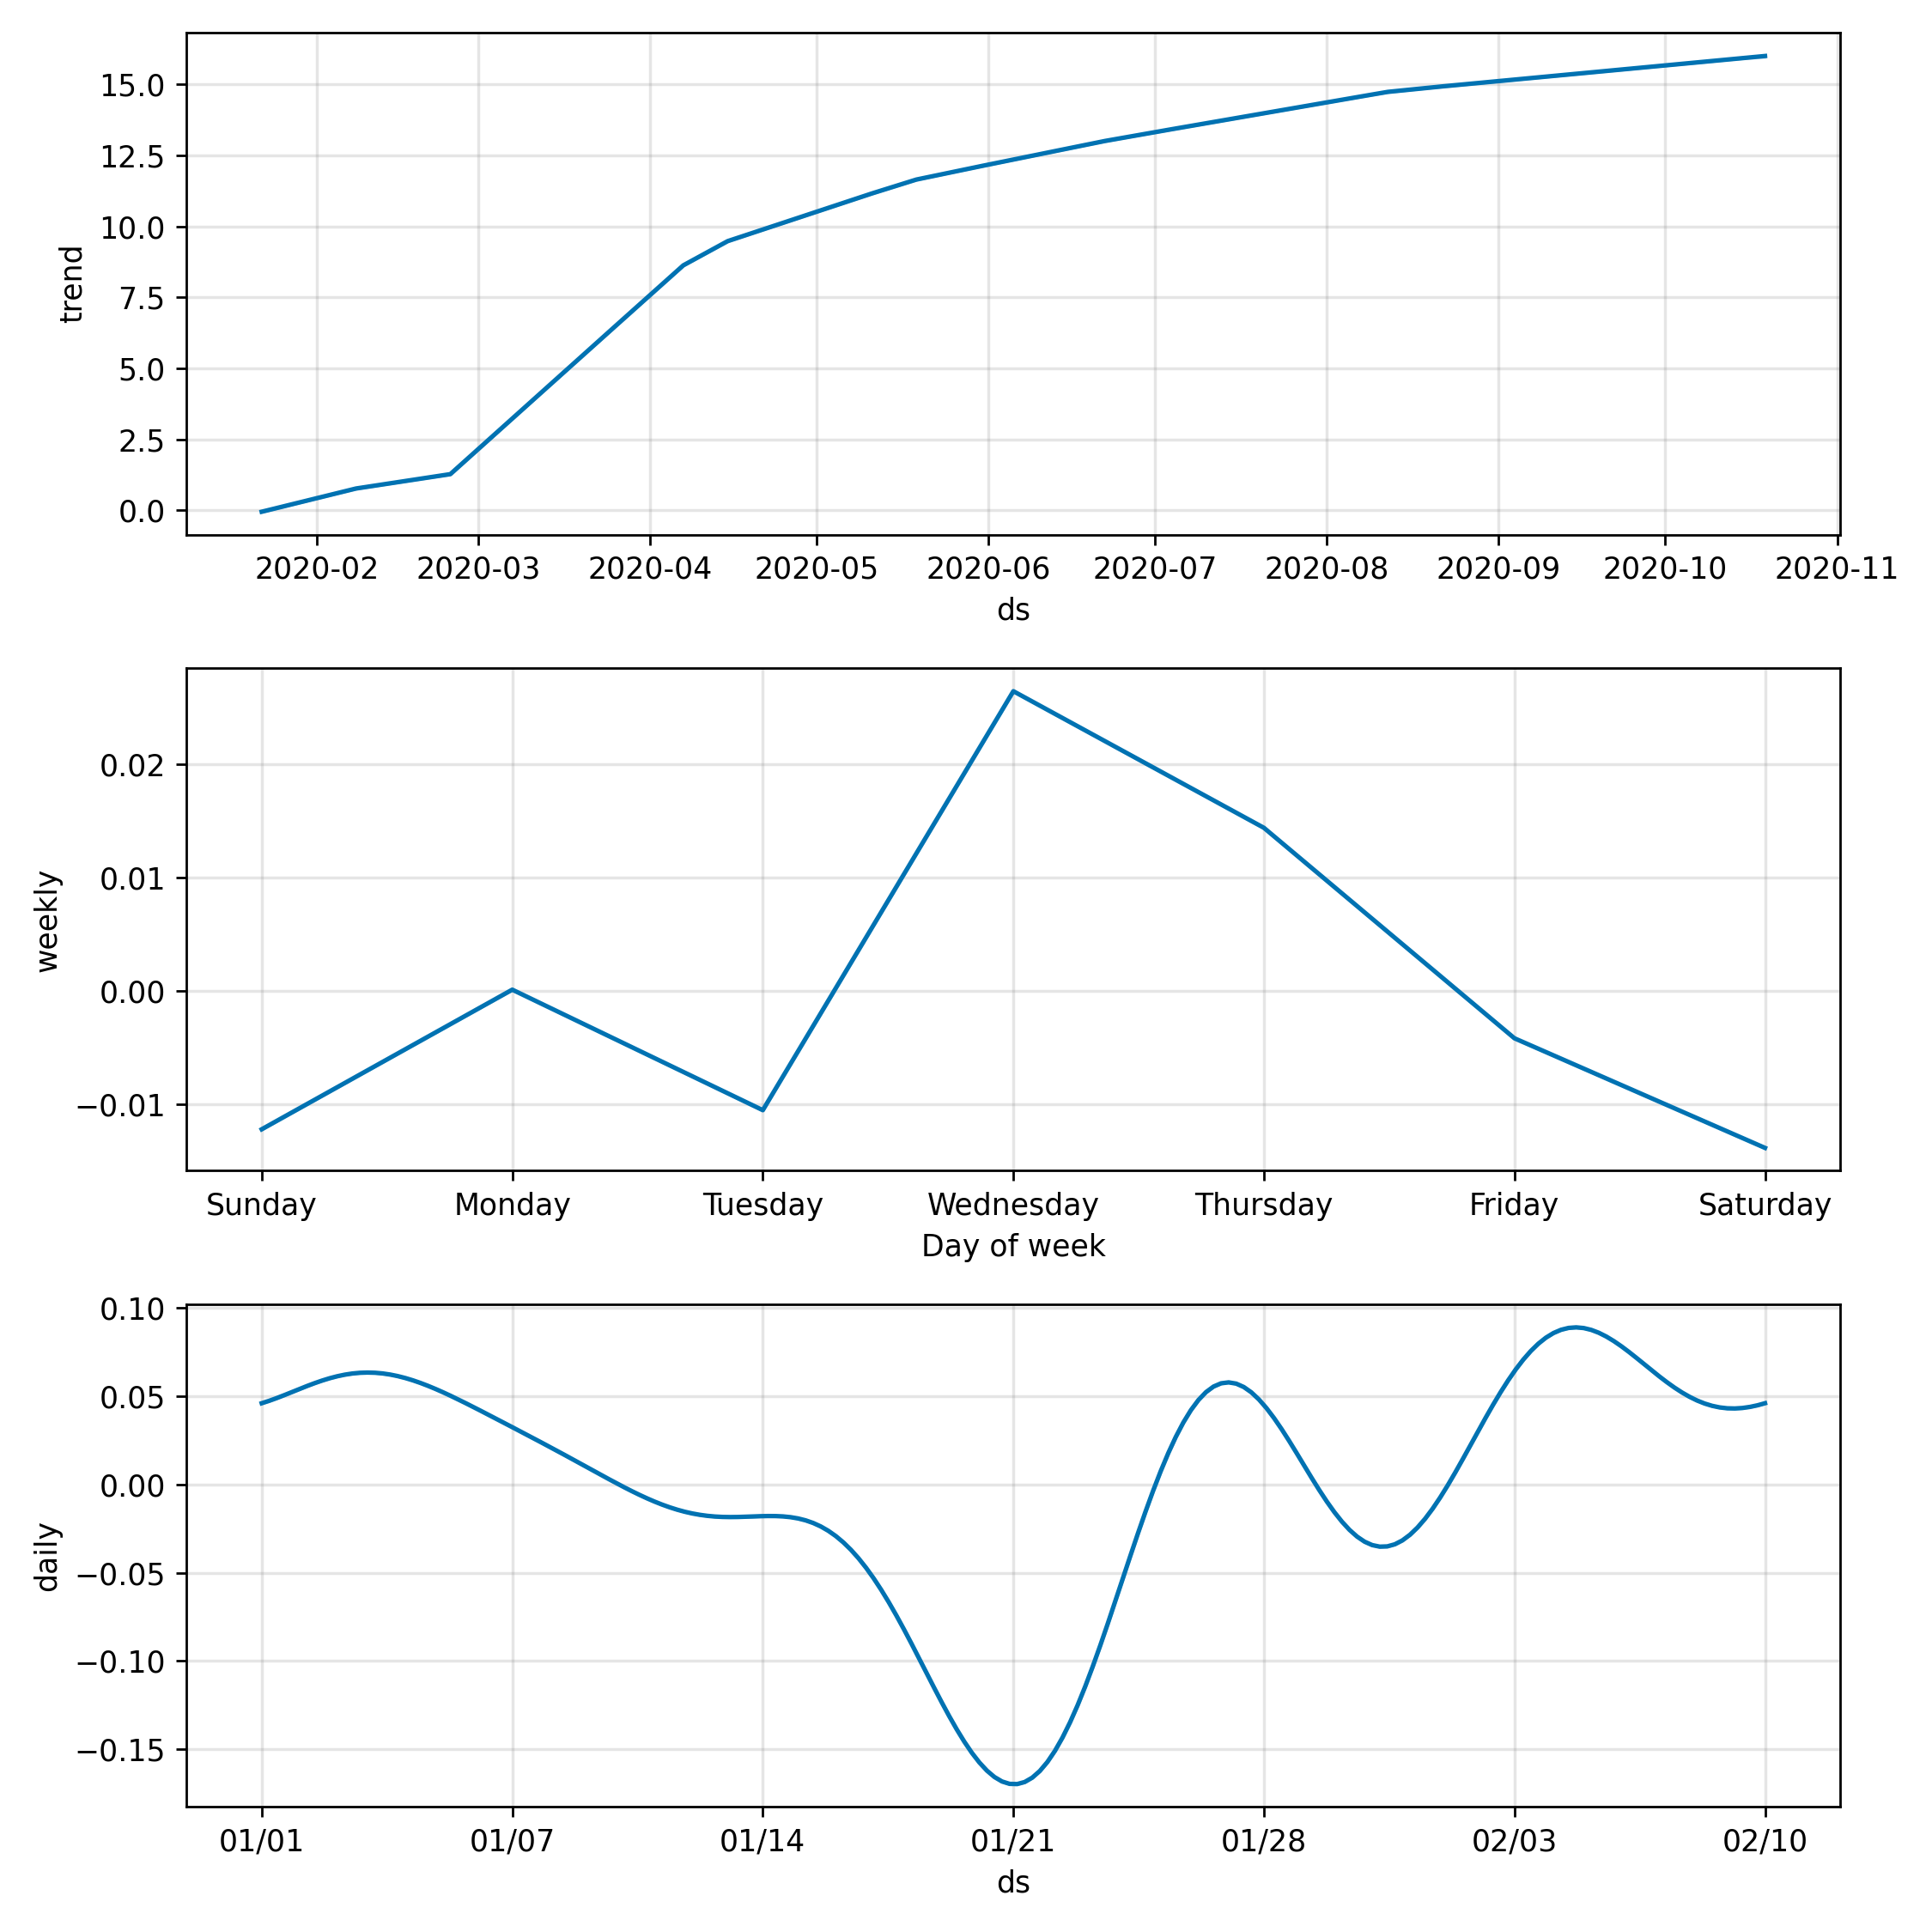 15.0
12.5
10.0
7.5
5.0
2.5
0.0
trend
2020-02 2020-03 2020-04 2020-05 2020-06 2020-07 2020-08 2020-09 2020-10 2020-11
ds
0.02
0.01
0.00
−0.01
weekly
Sunday Monday Tuesday Wednesday Thursday Friday Saturday
Day of week
0.10
0.05
0.00
−0.05
−0.10
−0.15
daily
01/01 01/07 01/14 01/21 01/28 02/03 02/10
ds